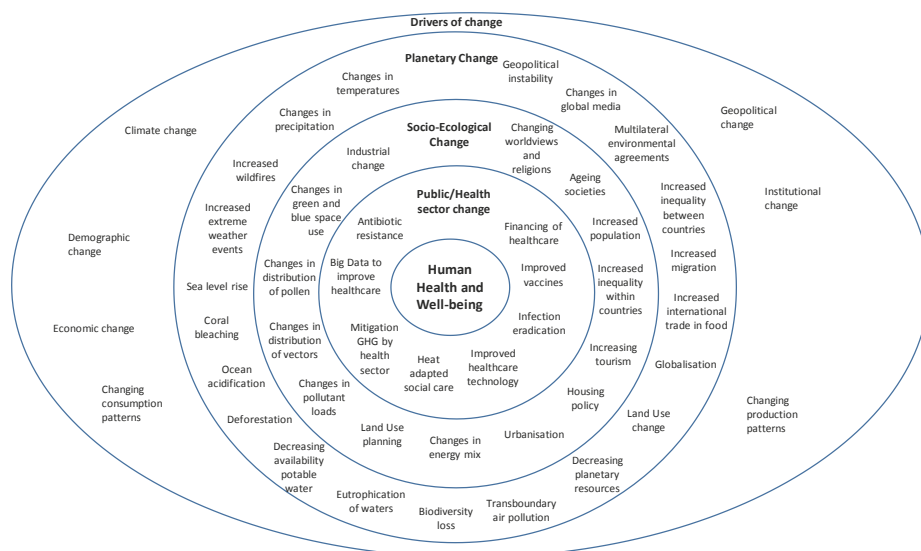 Drivers of change
Planetary Change
Geopolitical
instability
Changes in
temperatures
Changes in
global media
Changes in
precipitation
Multilateral
environmental
agreements
Geopolitical
change
Climate change
Socio-Ecological
Change
Changing
worldviews
and
religions
Industrial
change
Increased
wildfires
Ageing
societies
Increased
inequality
between
countries
Institutional
change
Changes in
green and
blue space
use
Public/Health
sector change
Increased
extreme
weather
events
Antibiotic
resistance
Financing of
healthcare
Increased
population
Demographic
change
Increased
migration
Changes in
distribution
of pollen
Big Data to
improve
healthcare
Human
Health and
Well-being
Improved
vaccines
Increased
inequality
within
countries
Sea level rise
Increased
international
trade in food
Economic change
Coral
bleaching
Changes in
distribution
of vectors
Mitigation
GHG by
health
sector
Infection
eradication
Heat
adapted
social care
Improved
healthcare
technology
Increasing
tourism
Globalisation
Ocean
acidification
Changes in
pollutant
loads
Housing
policy
Changing
consumption
patterns
Changing
production
patterns
Deforestation
Land Use
planning
Changes in
energy mix
Urbanisation
Land Use
change
Decreasing
availability
potable
water
Decreasing
planetary
resources
Eutrophication
of waters
Biodiversity
loss
Transboundary
air pollution